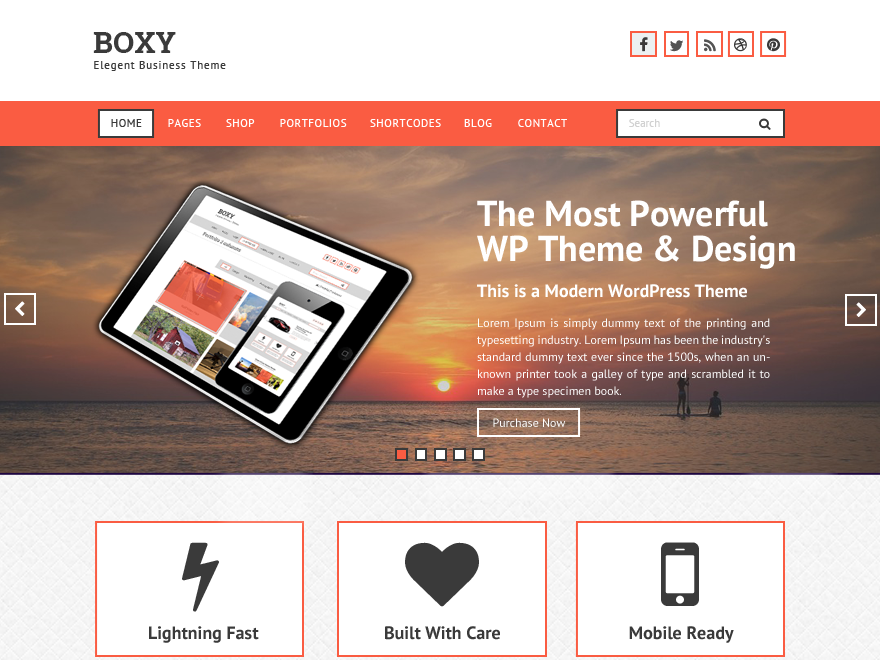 BOXY
Elegent Business Theme
HOME PAGES SHOP PORTFOLIOS SHORTCODES BLOG CONTACT
Search
BOXY
The Most Powerful
WP Theme & Design
This is a Modern WordPress Theme
Lorem Ipsum is simply dummy text of the printing and
typesetting industry. Lorem Ipsum has been the industry's
standard dummy text ever since the 1500s, when an un-
known printer took a galley of type and scrambled it to
make a type specimen book.
Purchase Now
Lightning Fast
Built With Care
Mobile Ready